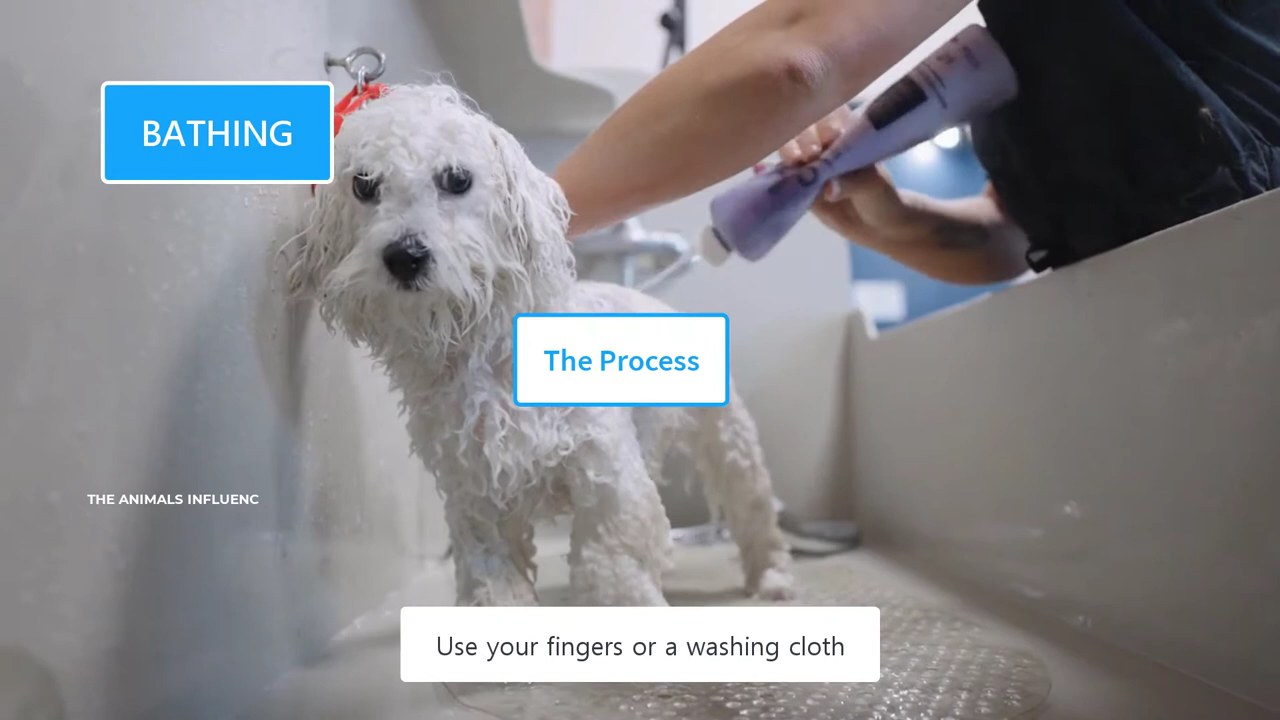 BATHING
The Process
THE ANIMALS INFLUENC
Use your fingers or a washing cloth